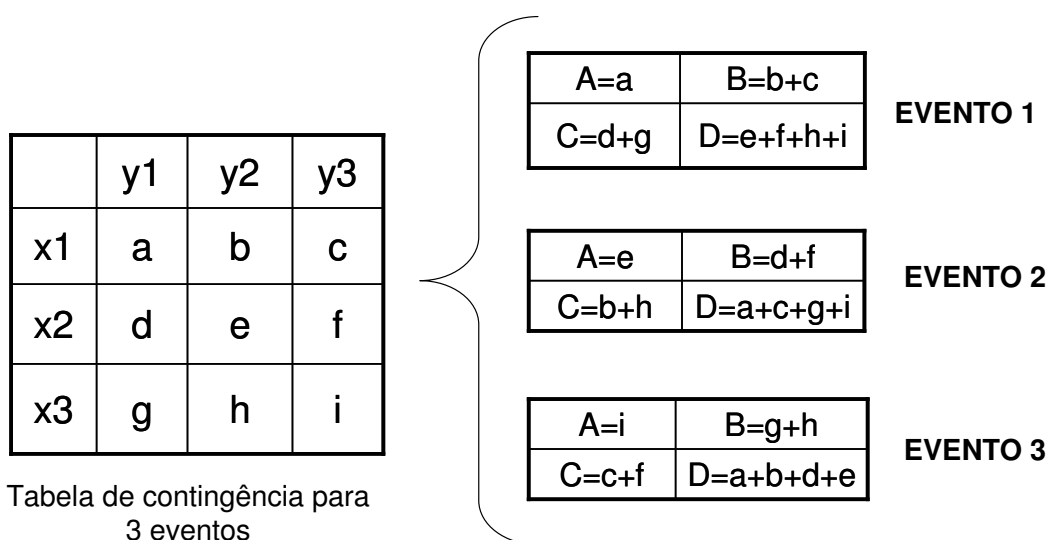 y1 y2 y3
x1 a b c
x2 d e f
x3 g h i
Tabela de contingência para
3 eventos
A=a B=b+c
C=d+g D=e+f+h+i
EVENTO 1
A=e B=d+f
C=b+h D=a+c+g+i
EVENTO 2
A=i B=g+h
C=c+f D=a+b+d+e
EVENTO 3